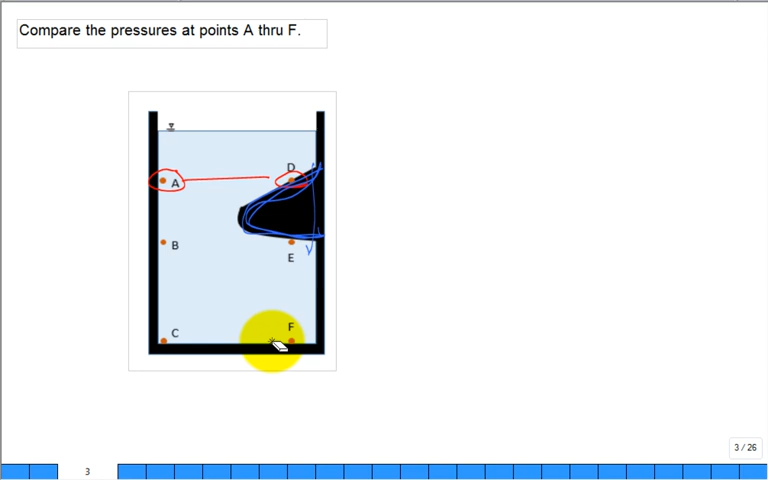 Compare the pressures at points A thru F.
D
A
B
E
F
C
3 / 26
3